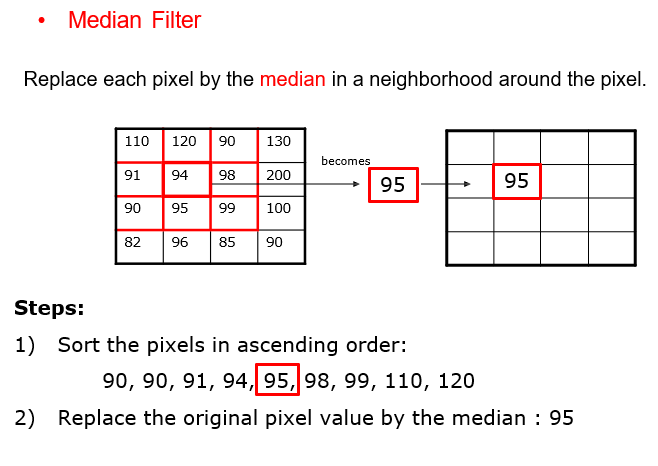 • Median Filter
Replace each pixel by the median in a neighborhood around the pixel.
110 120 90 130
becomes
91 94 98 200
95
95
90 95 99 100
82 96 85 90
Steps:
1) Sort the pixels in ascending order:
90, 90, 91, 94, 95, 98, 99, 110, 120
2) Replace the original pixel value by the median : 95